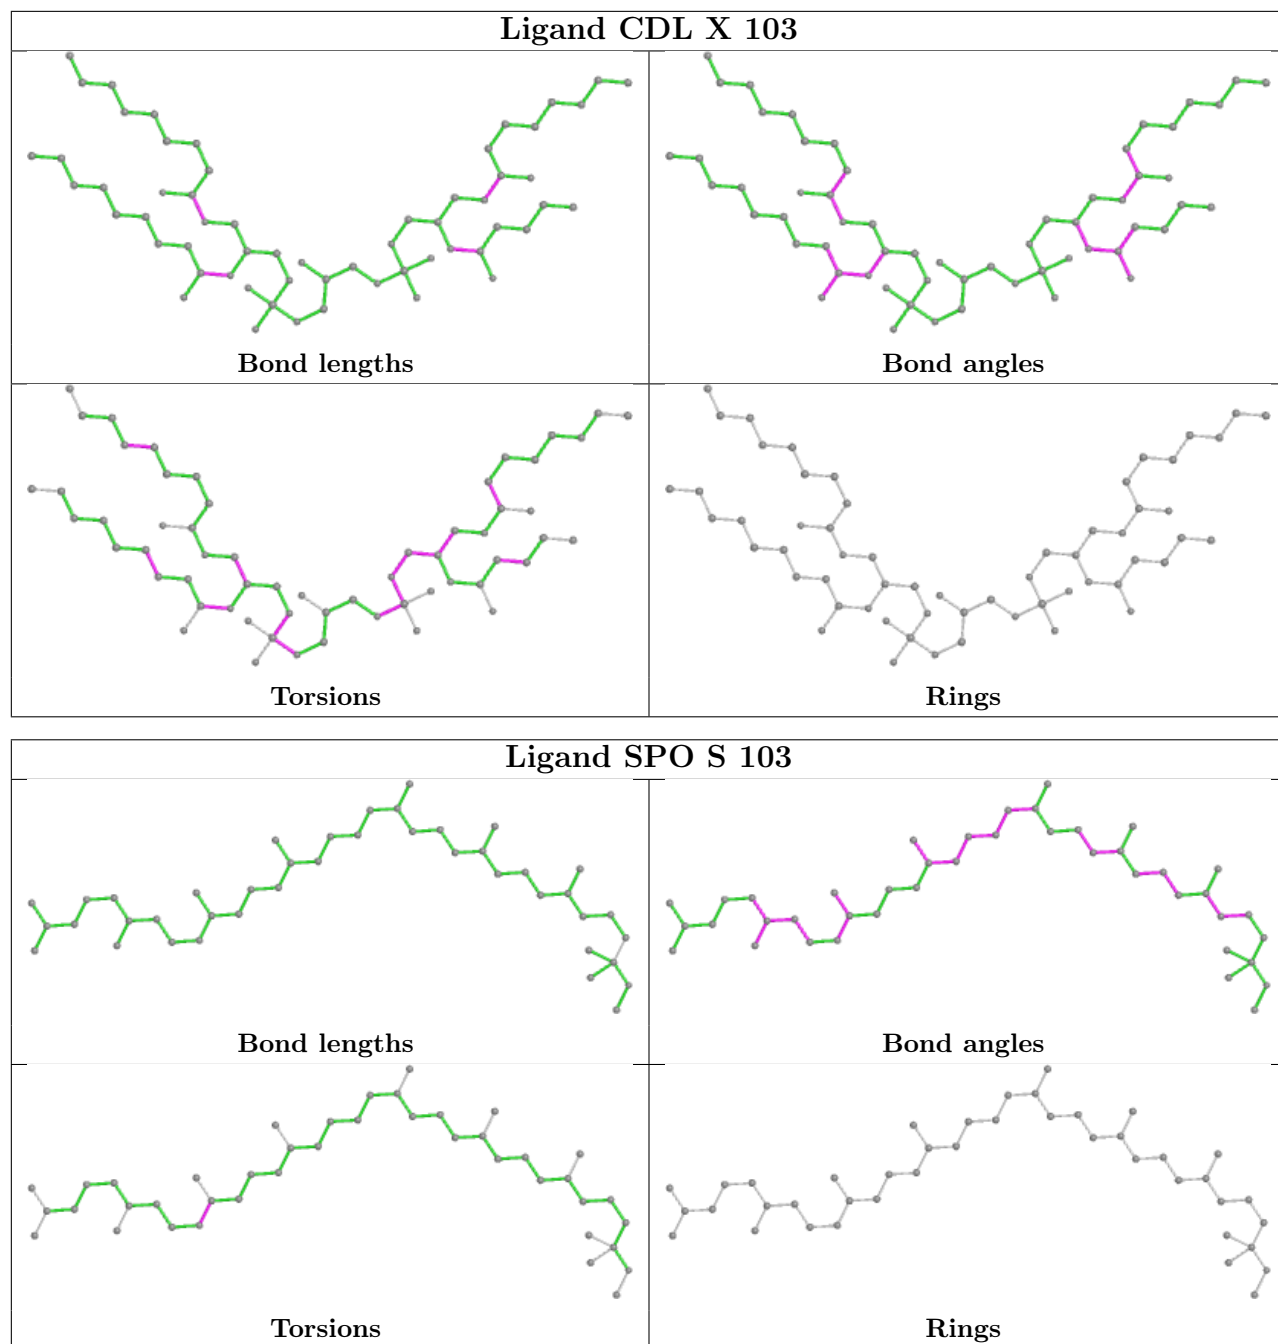 Ligand CDL X 103
Bond lengths
Bond angles
Torsions
Rings
Ligand SPO S 103
Bond lengths
Bond angles
Torsions
Rings